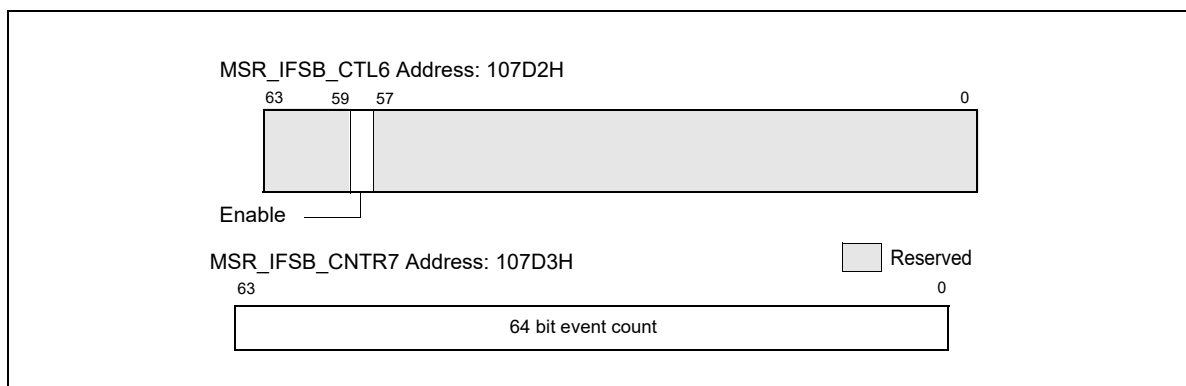 MSR_IFSB_CTL6 Address: 107D2H
63 59 57 0
Enable
MSR_IFSB_CNTR7 Address: 107D3H
Reserved
63 0
64 bit event count